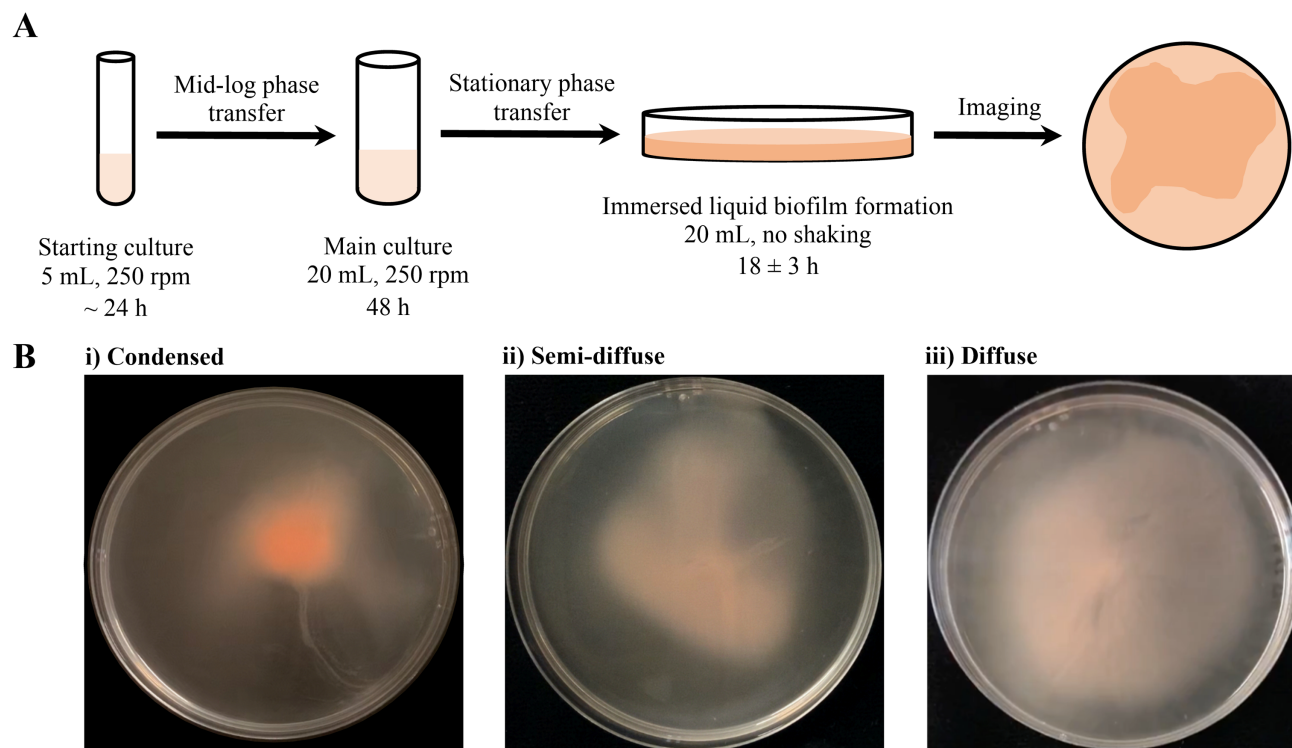 A
Mid-log phase
transfer
Stationary phase
transfer
Imaging
Starting culture
5 mL, 250 rpm
~ 24 h
Main culture
20 mL, 250 rpm
48 h
Immersed liquid biofilm formation
20 mL, no shaking
18 ± 3 h
B
i) Condensed
ii) Semi-diffuse
iii) Diffuse